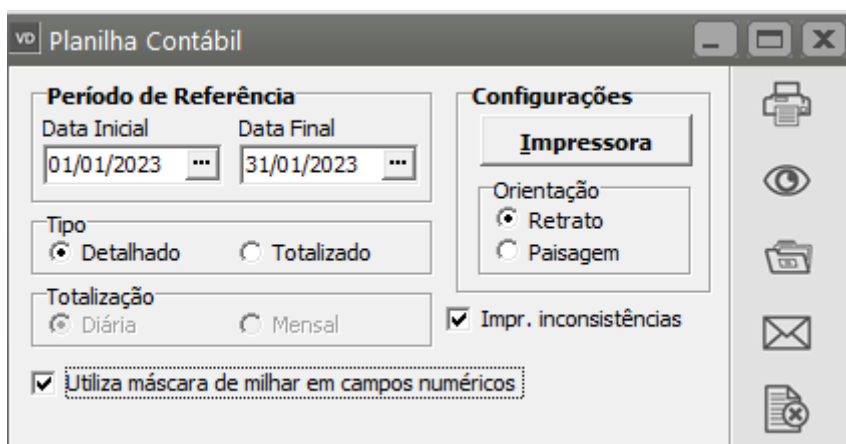 VD Planilha Contábil
Período de Referência
Data Inicial Data Final
01/01/2023 ... 31/01/2023 ...
Tipo
Detalhado Totalizado
Totalização
Diária Mensal
Utiliza máscara de milhar em campos numéricos
Configurações
Impressora
Orientação
Retrato
Paisagem
Impr. inconsistências